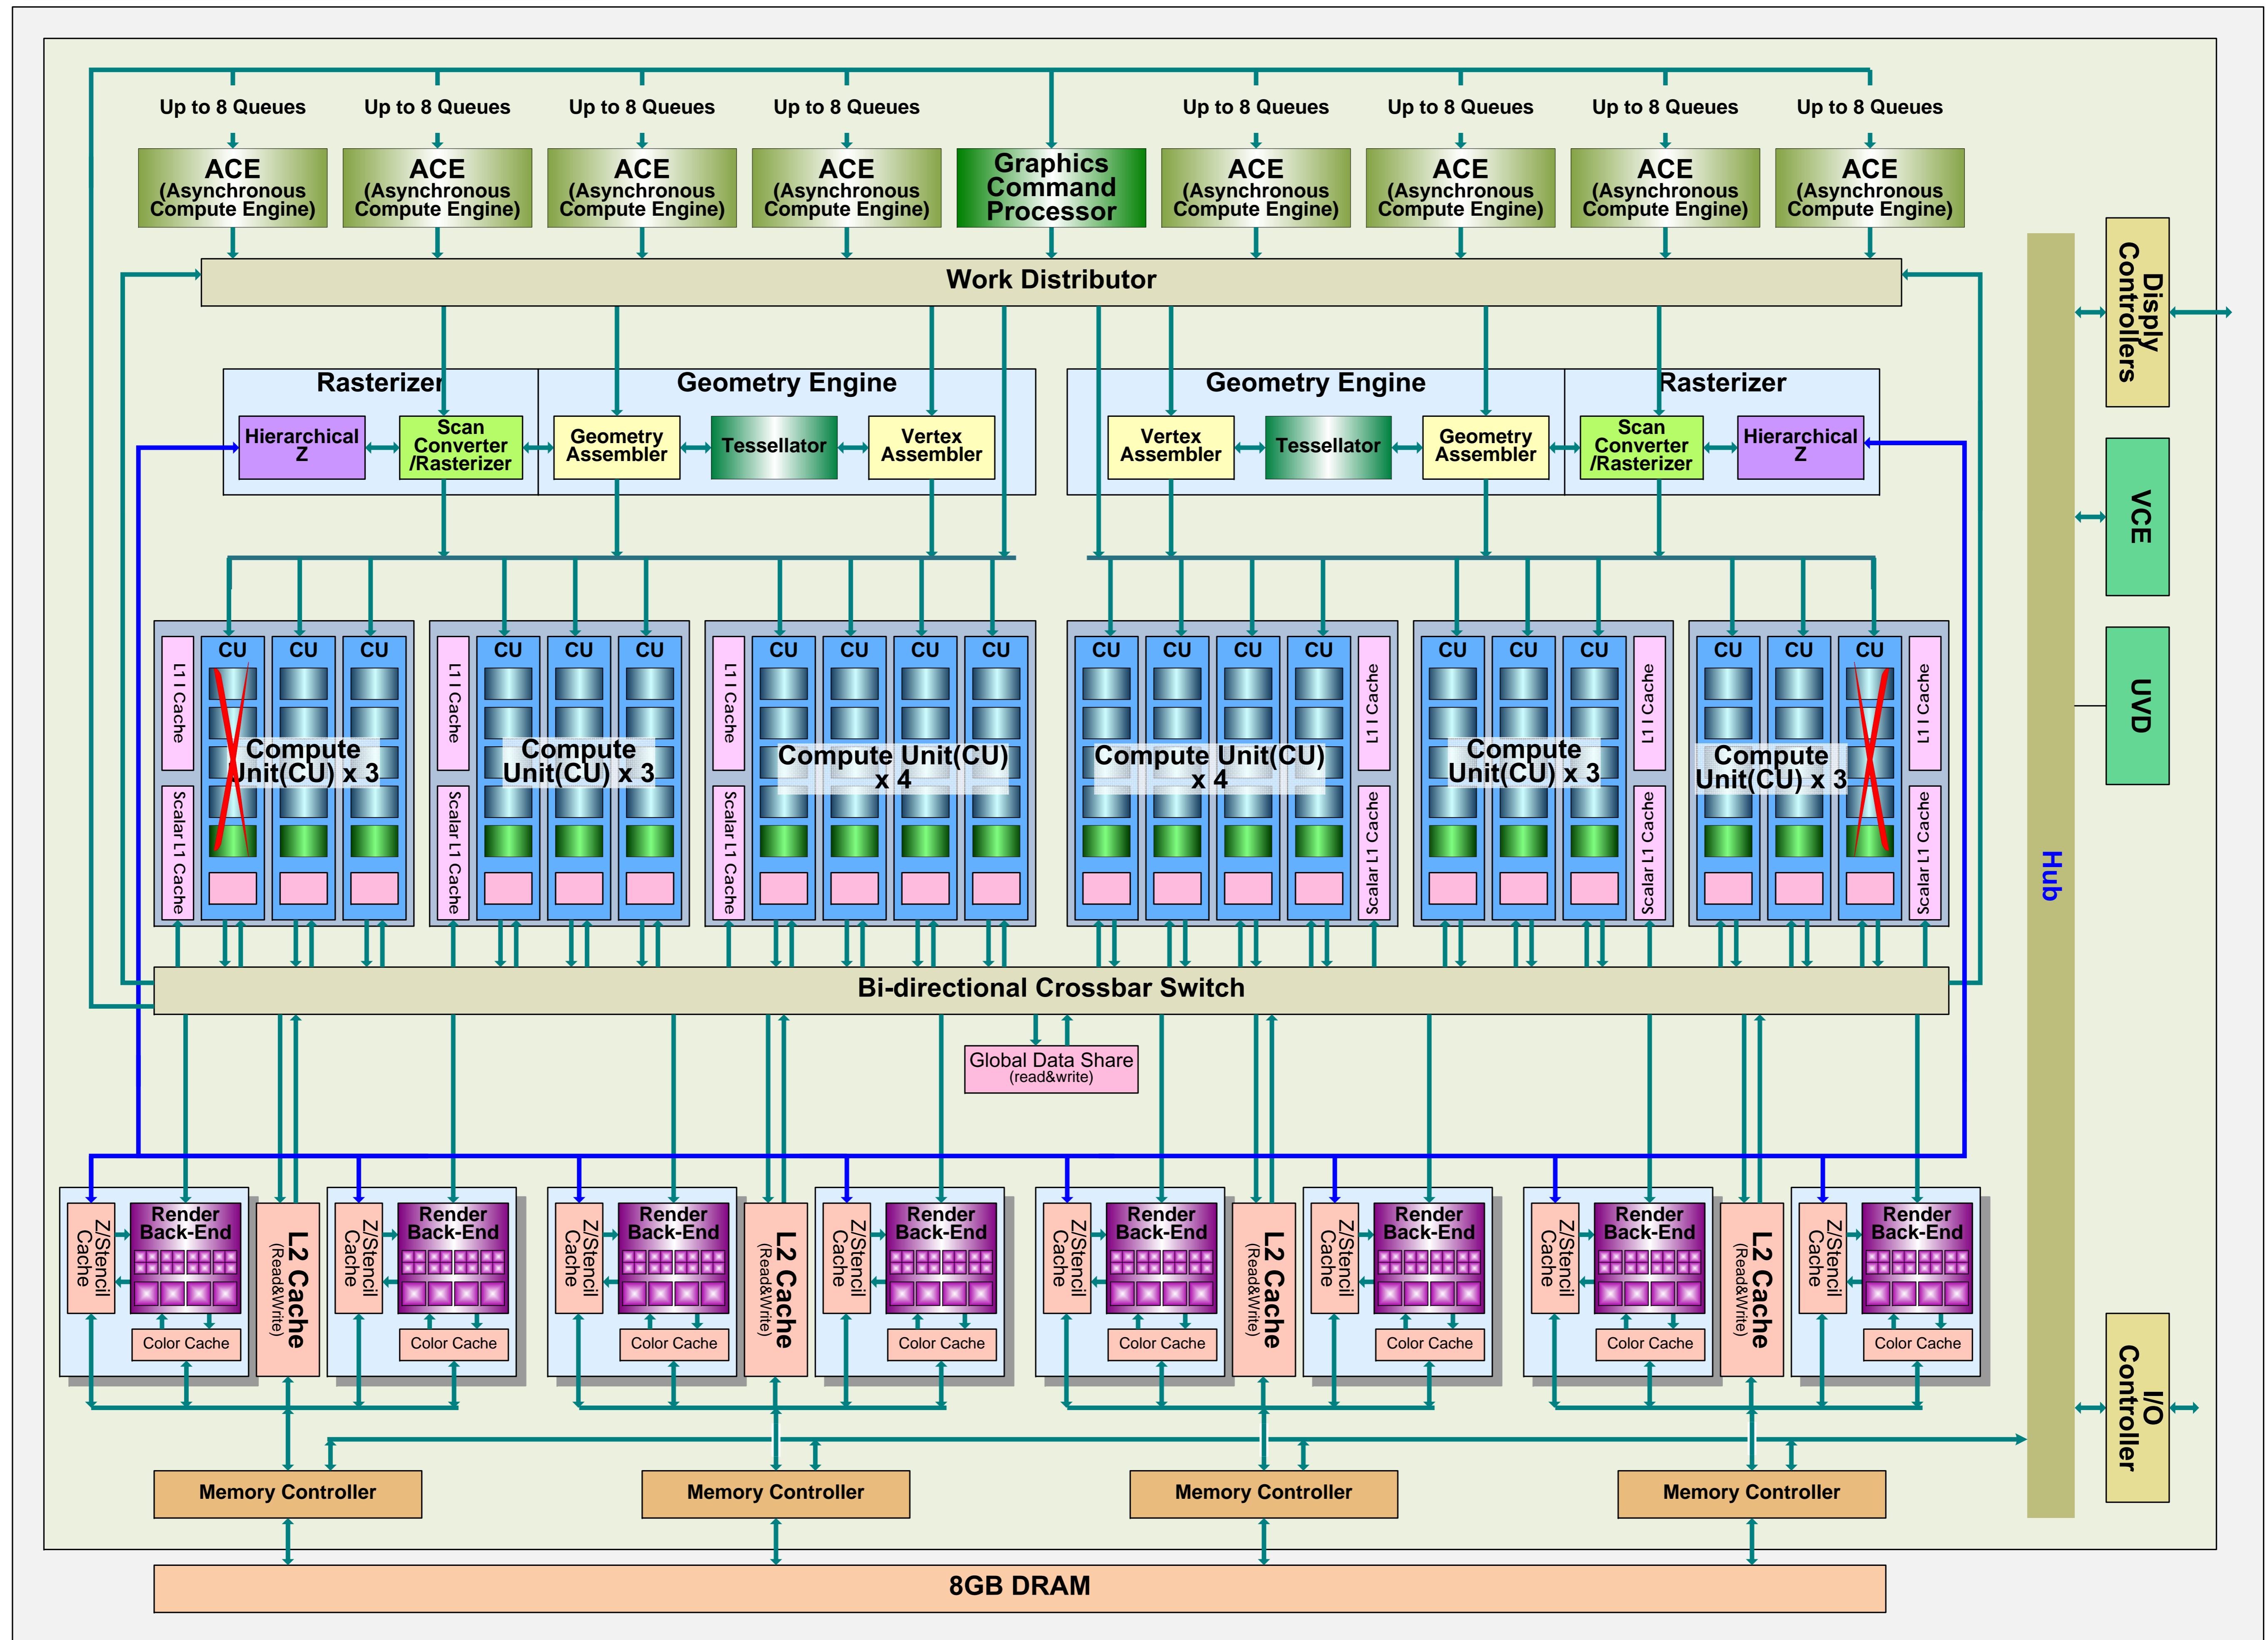 Up to 8 Queues
Up to 8 Queues
Up to 8 Queues
Up to 8 Queues
Up to 8 Queues
Up to 8 Queues
Up to 8 Queues
Up to 8 Queues
ACE
(Asynchronous
Compute Engine)
ACE
(Asynchronous
Compute Engine)
ACE
(Asynchronous
Compute Engine)
ACE
(Asynchronous
Compute Engine)
Graphics
Command
Processor
ACE
(Asynchronous
Compute Engine)
ACE
(Asynchronous
Compute Engine)
ACE
(Asynchronous
Compute Engine)
ACE
(Asynchronous
Compute Engine)
Work Distributor
Rasterizer
Hierarchical
Z
Scan
Converter
/Rasterizer
Geometry Engine
Geometry
Assembler
Tessellator
Vertex
Assembler
Geometry Engine
Vertex
Assembler
Tessellator
Geometry
Assembler
Rasterizer
Scan
Converter
/Rasterizer
Hierarchical
Z
L1 I Cache
Scalar L1 Cache
CU
CU
CU
Compute
Unit(CU) x 3
L1 I Cache
Scalar L1 Cache
CU
CU
CU
Compute
Unit(CU) x 3
L1 I Cache
Scalar L1 Cache
CU
CU
CU
CU
Compute Unit(CU)
x 4
CU
CU
CU
CU
Compute Unit(CU)
x 4
L1 I Cache
Scalar L1 Cache
CU
CU
CU
Compute
Unit(CU) x 3
L1 I Cache
Scalar L1 Cache
CU
CU
CU
Compute
Unit(CU) x 3
L1 I Cache
Scalar L1 Cache
Bi-directional Crossbar Switch
Global Data Share
(read&write)
Z/Stencil
Cache
Render
Back-End
Color Cache
L2 Cache
(Read&Write)
Z/Stencil
Cache
Render
Back-End
Color Cache
Z/Stencil
Cache
Render
Back-End
Color Cache
L2 Cache
(Read&Write)
Z/Stencil
Cache
Render
Back-End
Color Cache
Z/Stencil
Cache
Render
Back-End
Color Cache
L2 Cache
(Read&Write)
Z/Stencil
Cache
Render
Back-End
Color Cache
Z/Stencil
Cache
Render
Back-End
Color Cache
L2 Cache
(Read&Write)
Z/Stencil
Cache
Render
Back-End
Color Cache
Memory Controller
Memory Controller
Memory Controller
Memory Controller
8GB DRAM
Hub
Disply
Controllers
VCE
UVD
I/O
Controller